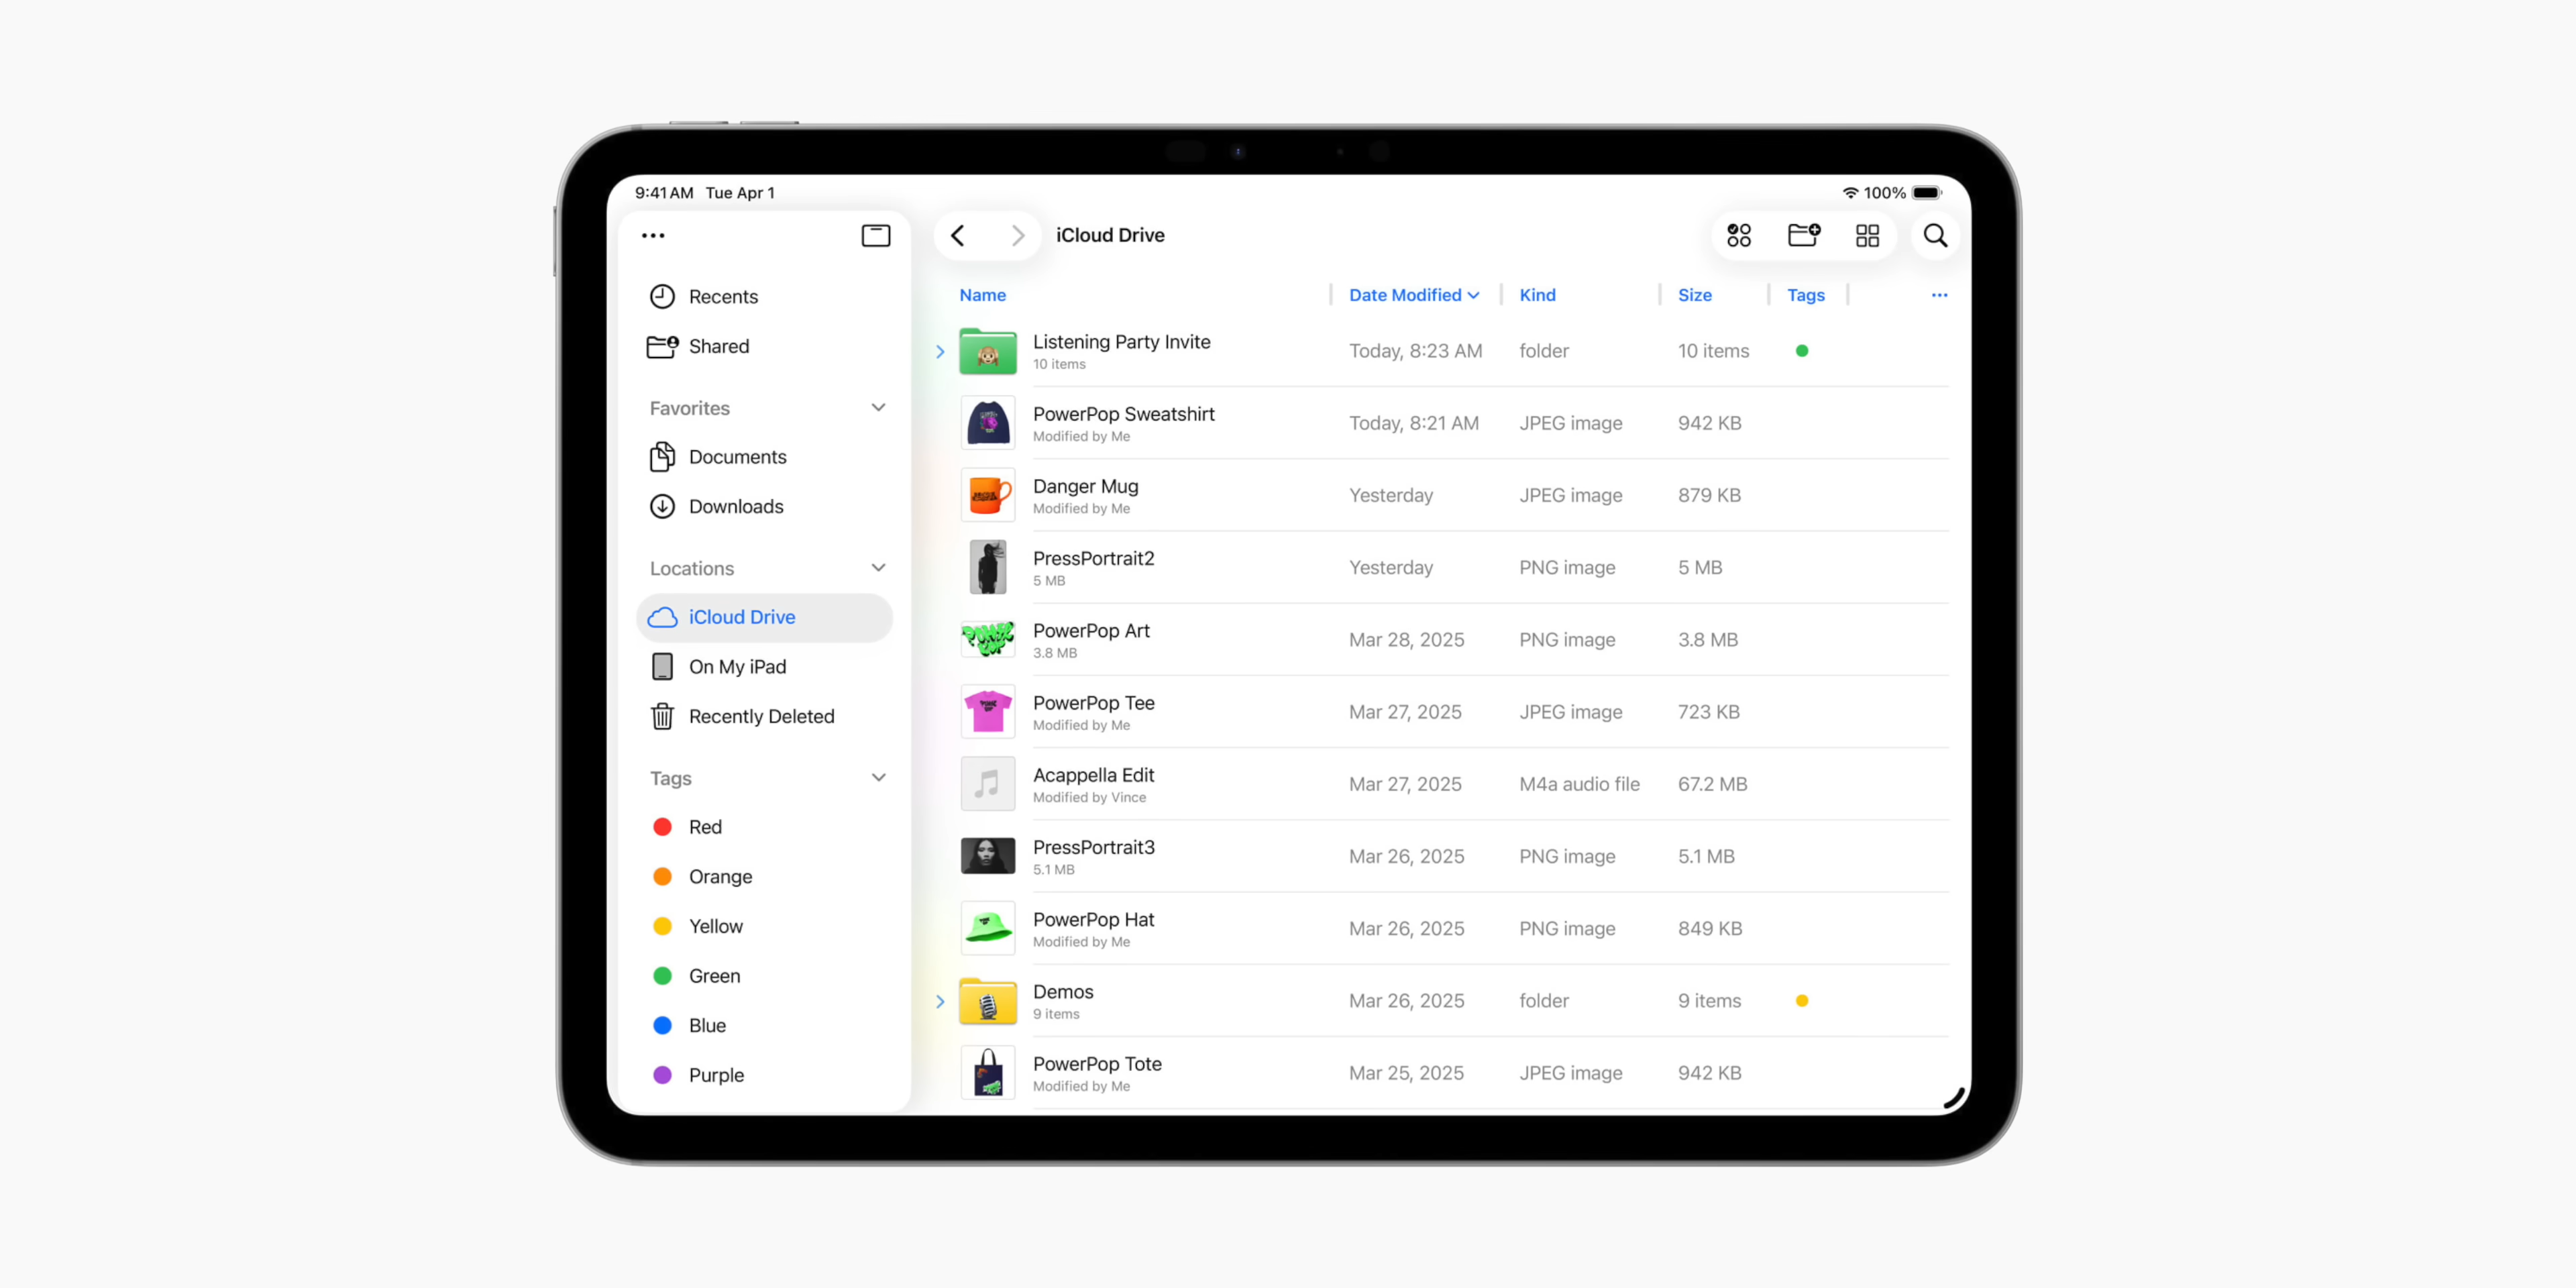 9:41 AM Tue Apr 1
100%
iCloud Drive
Recents
Shared
Favorites
Documents
Downloads
Locations
iCloud Drive
On My iPad
Recently Deleted
Tags
Red
Orange
Yellow
Green
Blue
Purple
Name Date Modified Kind Size Tags
Listening Party Invite
10 items
Today, 8:23 AM folder 10 items
PowerPop Sweatshirt
Modified by Me
Today, 8:21 AM JPEG image 942 KB
Danger Mug
Modified by Me
Yesterday JPEG image 879 KB
PressPortrait2
5 MB
Yesterday PNG image 5 MB
PowerPop Art
3.8 MB
Mar 28, 2025 PNG image 3.8 MB
PowerPop Tee
Modified by Me
Mar 27, 2025 JPEG image 723 KB
Acappella Edit
Modified by Vince
Mar 27, 2025 M4a audio file 67.2 MB
PressPortrait3
5.1 MB
Mar 26, 2025 PNG image 5.1 MB
PowerPop Hat
Modified by Me
Mar 26, 2025 PNG image 849 KB
Demos
9 items
Mar 26, 2025 folder 9 items
PowerPop Tote
Modified by Me
Mar 25, 2025 JPEG image 942 KB